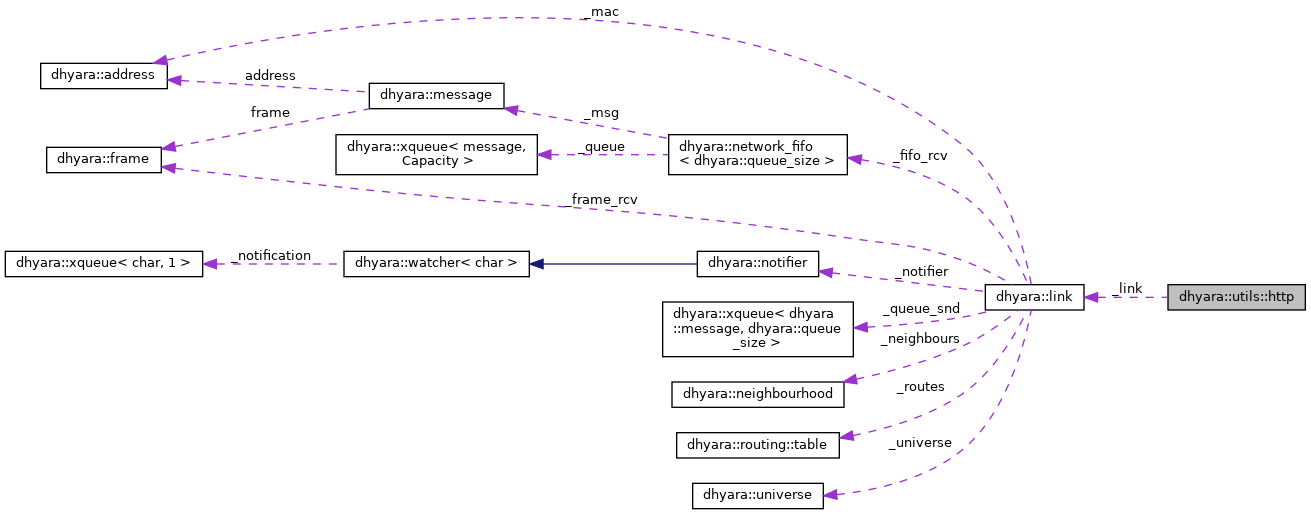 _mac
dhyara::address
address
dhyara::message
frame
_msg
dhyara::frame
dhyara::xqueue< message,
Capacity >
_queue
dhyara::network_fifo
< dhyara::queue_size >
_fifo_rcv
_frame_rcv
dhyara::xqueue< char, 1 >
_notification
dhyara::watcher< char >
dhyara::notifier
_notifier
dhyara::link
_link
dhyara::utils::http
dhyara::xqueue< dhyara
::message, dhyara::queue
_size >
_queue_snd
_neighbours
dhyara::neighbourhood
_routes
dhyara::routing::table
_universe
dhyara::universe